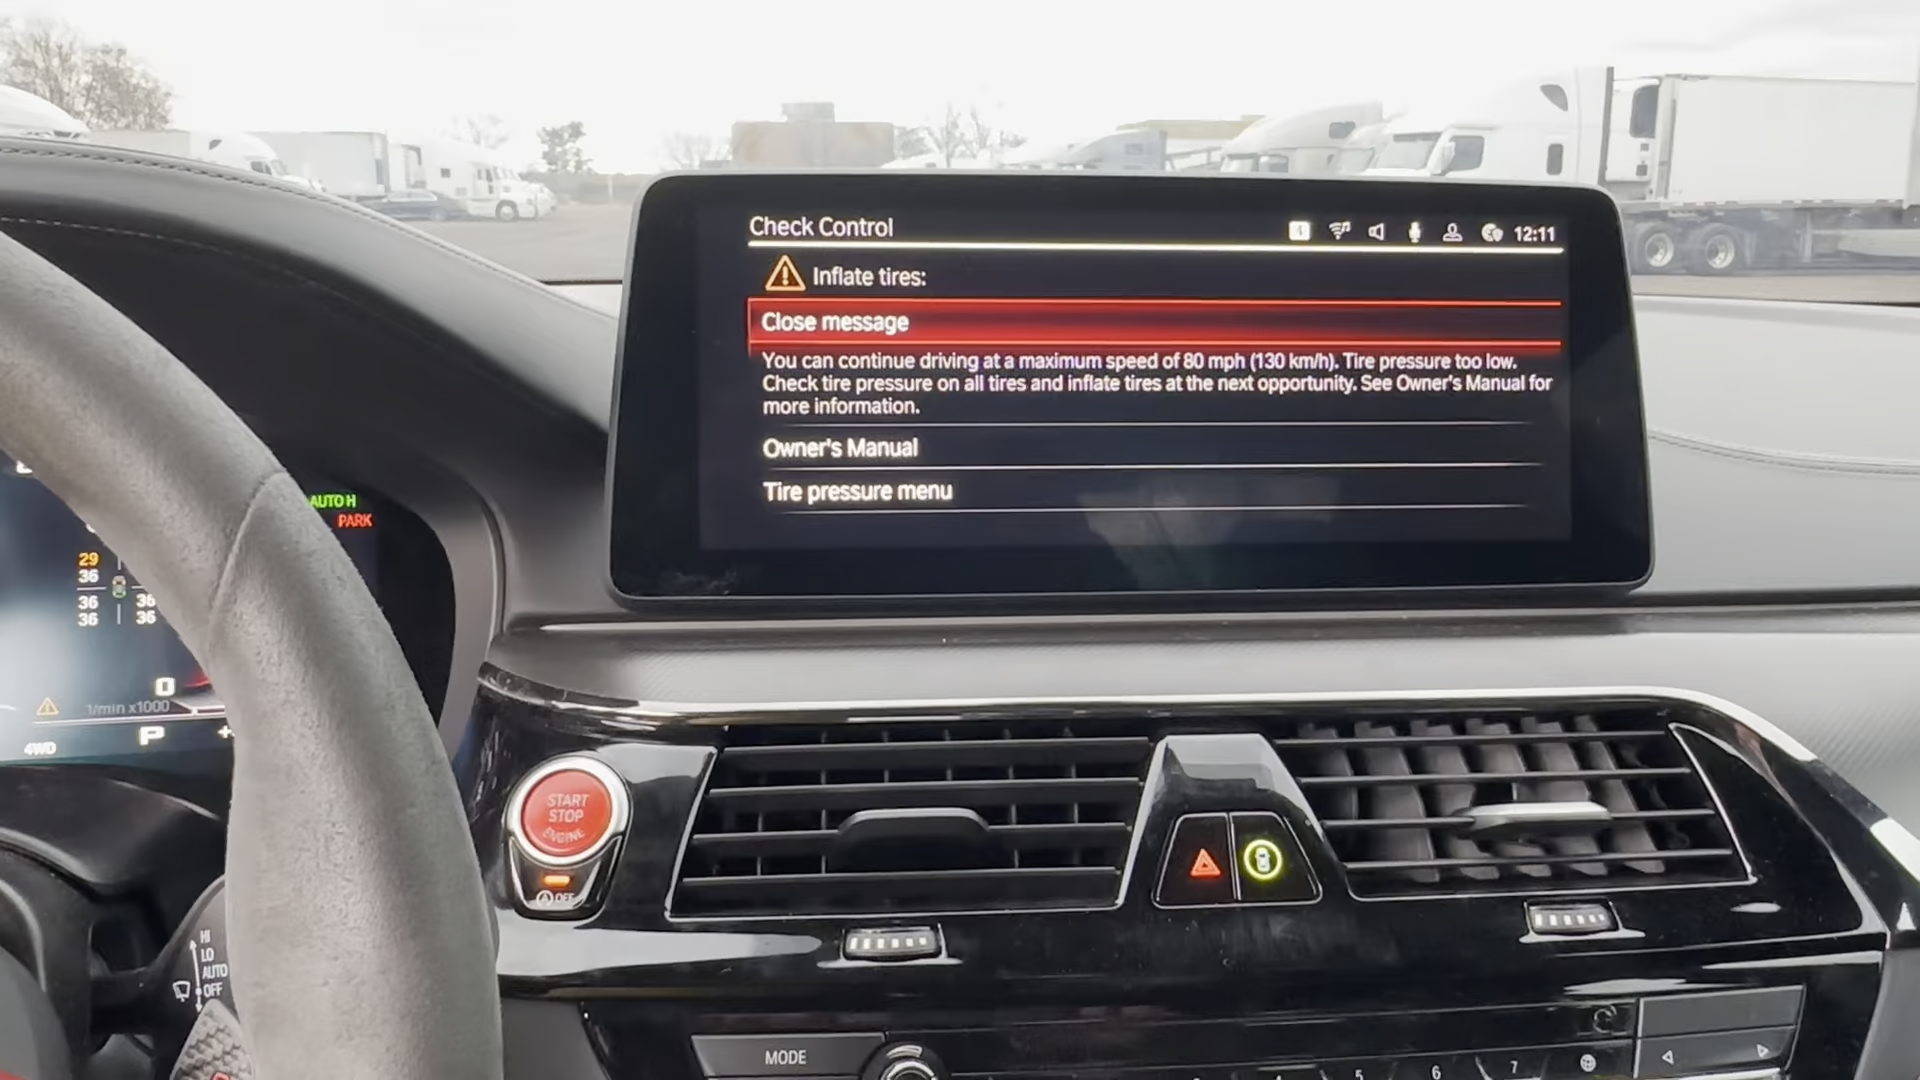 Check Control
12:11
Inflate tires:
Close message
You can continue driving at a maximum speed of 80 mph (130 km/h). Tire pressure too low.
Check tire pressure on all tires and inflate tires at the next opportunity. See Owner's Manual for
more information.
Owner's Manual
Tire pressure menu
AUTO H
PARK
29
36
36 36
36 36
0
1/min x1000
P
4WD
START
STOP
ENGINE
OFF
HI
LO
AUTO
OFF
MODE
5 6 7